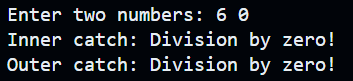 Enter two numbers: 6 0
Inner catch: Division by zero!
Outer catch: Division by zero!